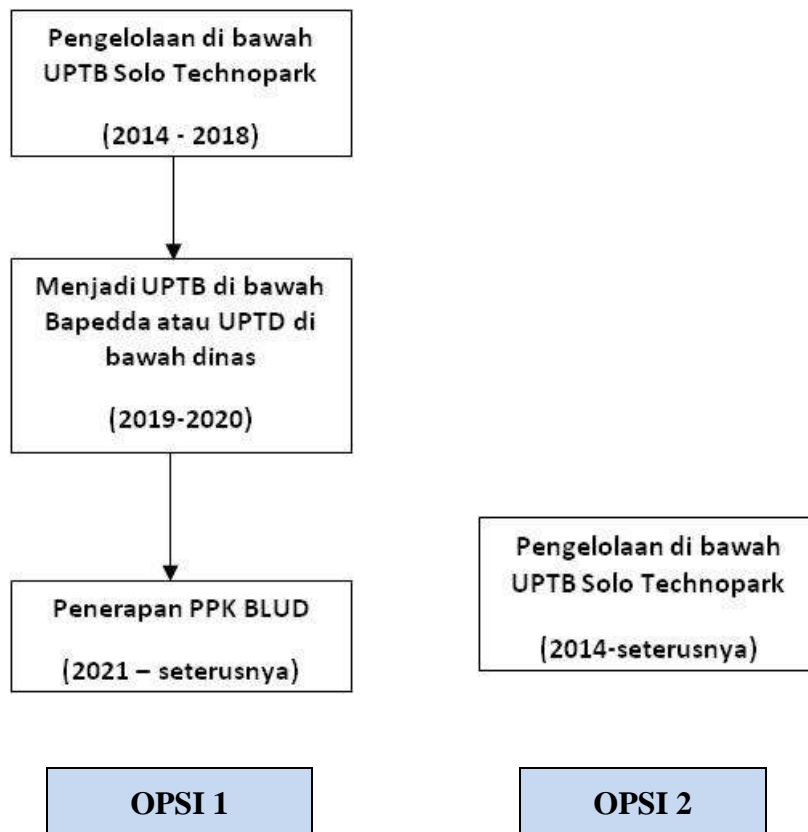 Pengelolaan di bawah
UPTB Solo Technopark
(2014 - 2018)
Menjadi UPTB di bawah
Bapedda atau UPTD di
bawah dinas
(2019-2020)
Penerapan PPK BLUD
(2021 – seterusnya)
Pengelolaan di bawah
UPTB Solo Technopark
(2014-seterusnya)
OPSI 1
OPSI 2